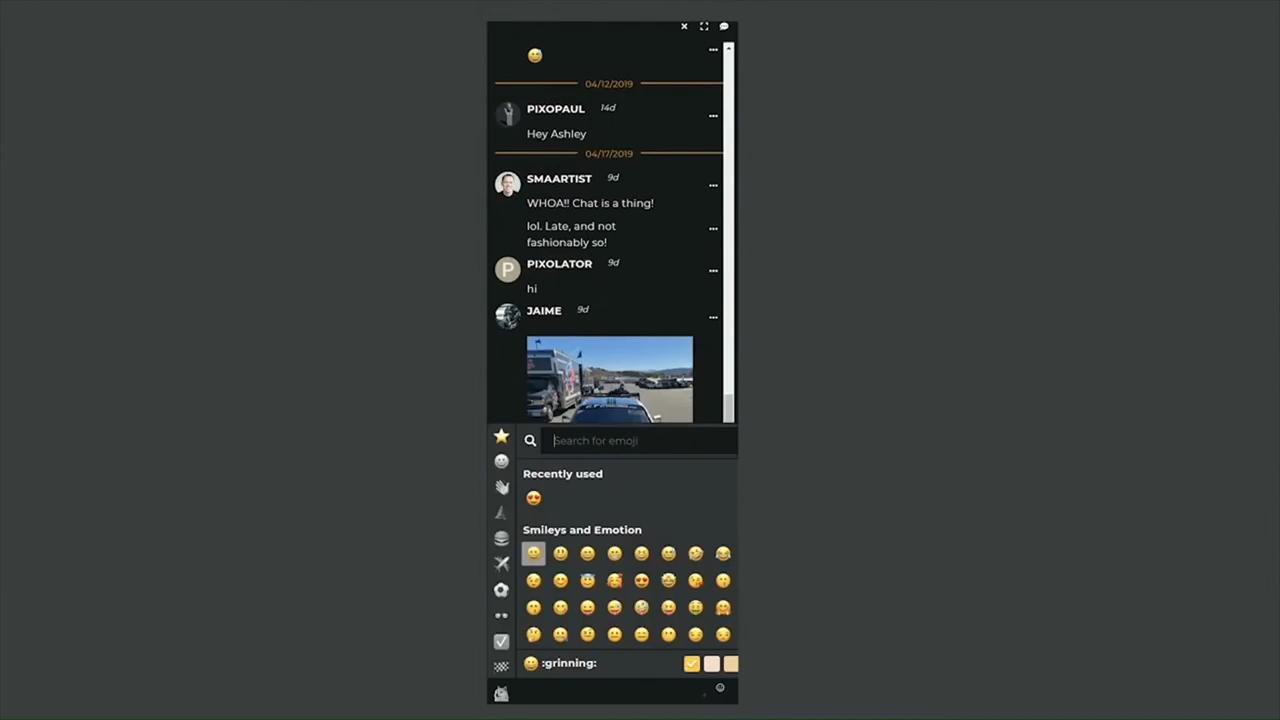 04/12/2019
PIXOPAUL 14d
Hey Ashley
04/17/2019
SMAARTIST 9d
WHOA!! Chat is a thing!
lol. Late, and not
fashionably so!
P PIXOLATOR 9d
hi
JAIME 9d
Search for emoji
Recently used
Smileys and Emotion
:grinning: